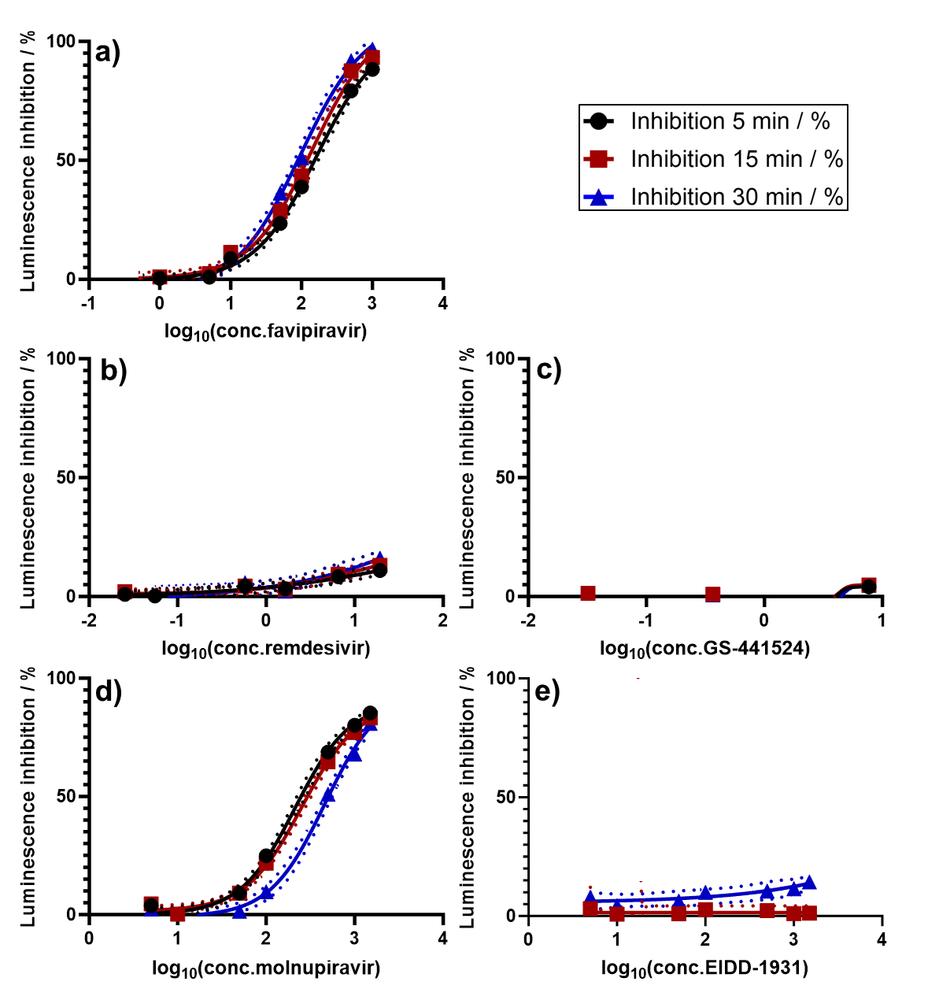 a)
Luminescence inhibition / %
100
50
0
-1 0 1 2 3 4
log10(conc.favipiravir)
Inhibition 5 min / %
Inhibition 15 min / %
Inhibition 30 min / %
b)
Luminescence inhibition / %
100
50
0
-2 -1 0 1 2
log10(conc.remdesivir)
c)
Luminescence inhibition / %
100
50
0
-2 -1 0 1
log10(conc.GS-441524)
d)
Luminescence inhibition / %
100
50
0
0 1 2 3 4
log10(conc.molnupiravir)
e)
Luminescence inhibition / %
100
50
0
0 1 2 3 4
log10(conc.EIDD-1931)